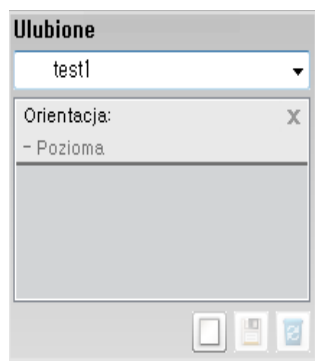 Ulubione
test1
Orientacja:
X
- Pozioma